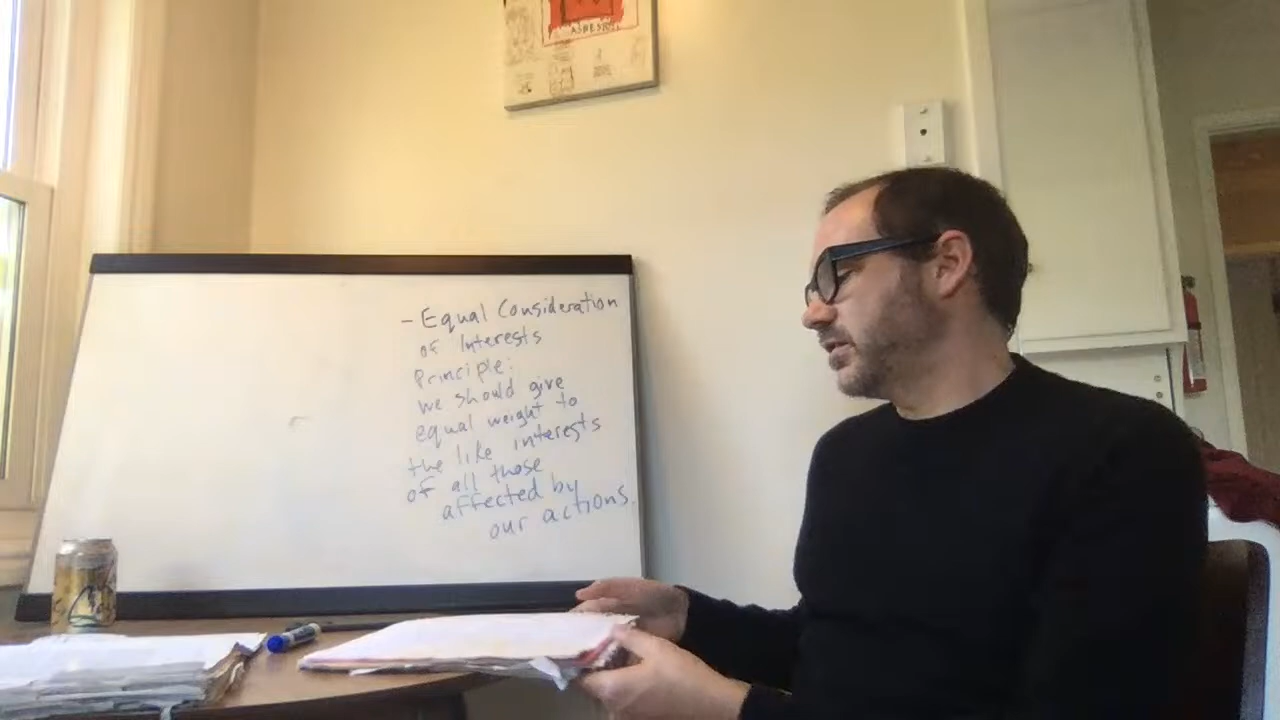 ASBESTOS
- Equal Consideration
of Interests
Principle:
we should give
equal weight to
the like interests
of all those
affected by
our actions.